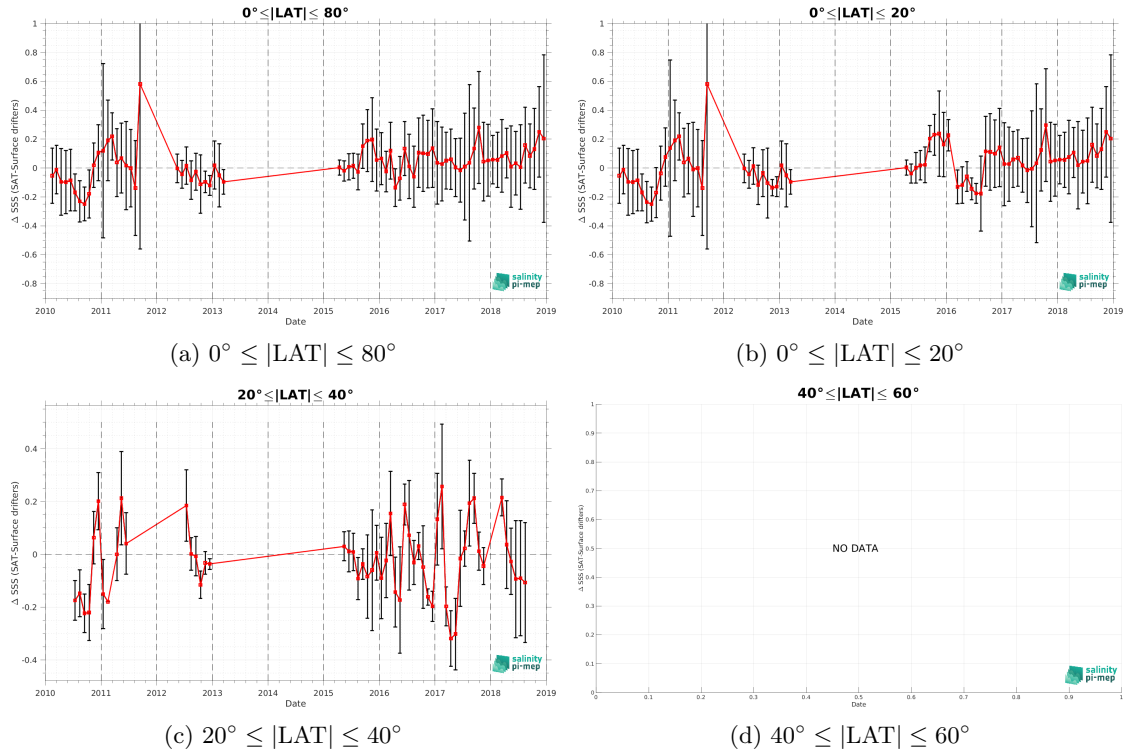 0°≤|LAT|≤ 80°
Δ SSS (SAT-Surface drifters)
1
0.8
0.6
0.4
0.2
0
-0.2
-0.4
-0.6
-0.8
2010 2011 2012 2013 2014 2015 2016 2017 2018 2019
Date
salinity
pi-mep
(a) 0° ≤ |LAT| ≤ 80°
0°≤|LAT|≤ 20°
Δ SSS (SAT-Surface drifters)
1
0.8
0.6
0.4
0.2
0
-0.2
-0.4
-0.6
-0.8
2010 2011 2012 2013 2014 2015 2016 2017 2018 2019
Date
salinity
pi-mep
(b) 0° ≤ |LAT| ≤ 20°
20°≤|LAT|≤ 40°
Δ SSS (SAT-Surface drifters)
0.4
0.2
0
-0.2
-0.4
2010 2011 2012 2013 2014 2015 2016 2017 2018 2019
Date
salinity
pi-mep
(c) 20° ≤ |LAT| ≤ 40°
40°≤|LAT|≤ 60°
Δ SSS (SAT-Surface drifters)
1
0.9
0.8
0.7
0.6
0.5
0.4
0.3
0.2
0.1
0
NO DATA
0 0.1 0.2 0.3 0.4 0.5 0.6 0.7 0.8 0.9 1
Date
salinity
pi-mep
(d) 40° ≤ |LAT| ≤ 60°